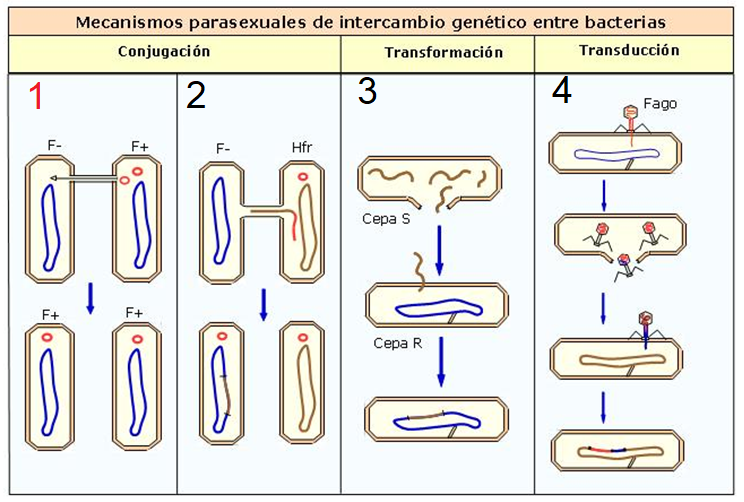 Mecanismos parasexuales de intercambio genético entre bacterias
Conjugación
Transformación
Transducción
1
2
3
4
Fago
F-
F+
F-
Hfr
Cepa S
F+
F+
Cepa R